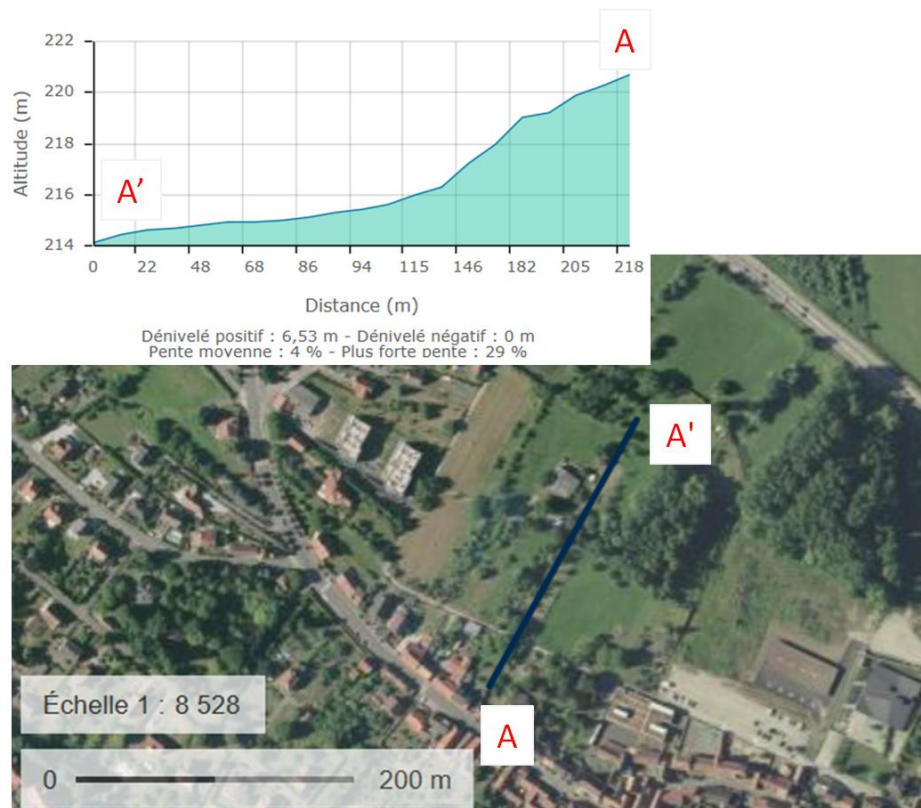 222
A
220
218
Altitude (m)
216
A'
214
0 22 48 68 86 94 115 146 182 205 218
Distance (m)
Dénivelé positif : 6,53 m - Dénivelé négatif : 0 m
Pente moyenne : 4 % - Plus forte pente : 29 %
A'
Échelle 1 : 8 528
A
0 200 m